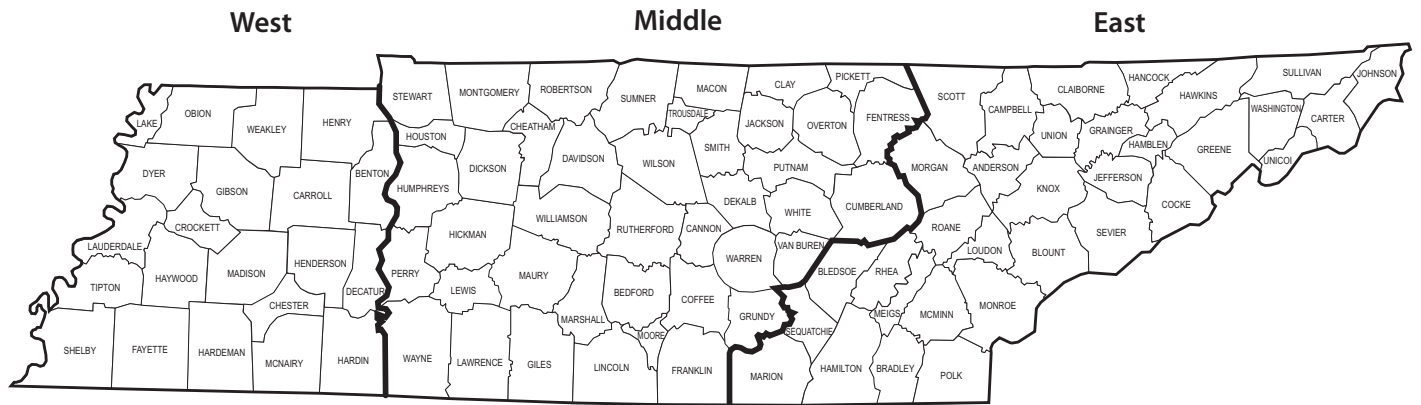 West
Middle
East
LAKE
OBION
WEAKLEY
HENRY
DYER
GIBSON
CARROLL
BENTON
LAUDERDALE
CROCKETT
TIPTON
HAYWOOD
MADISON
HENDERSON
DECATUR
CHESTER
SHELBY
FAYETTE
HARDEMAN
MCNAIRY
HARDIN
STEWART
MONTGOMERY
ROBERTSON
SUMNER
MACON
CLAY
PICKETT
TROUSDALE
HOUSTON
CHEATHAM
JACKSON
OVERTON
FENTRESS
HUMPHREYS
DICKSON
DAVIDSON
WILSON
SMITH
PUTNAM
WILLIAMSON
DEKALB
WHITE
CUMBERLAND
HICKMAN
RUTHERFORD
CANNON
VAN BUREN
WARREN
PERRY
LEWIS
MAURY
BEDFORD
COFFEE
GRUNDY
MARSHALL
MOORE
WAYNE
LAWRENCE
GILES
LINCOLN
FRANKLIN
SCOTT
CAMPBELL
CLAIBORNE
HANCOCK
HAWKINS
SULLIVAN
JOHNSON
UNION
GRAINGER
HAMBLEN
GREENE
WASHINGTON
CARTER
UNICOI
MORGAN
ANDERSON
KNOX
JEFFERSON
COCKE
ROANE
LOUDON
BLOUNT
SEVIER
BLEDSOE
RHEA
MEIGS
MCMINN
MONROE
SEQUATCHIE
MARION
HAMILTON
BRADLEY
POLK